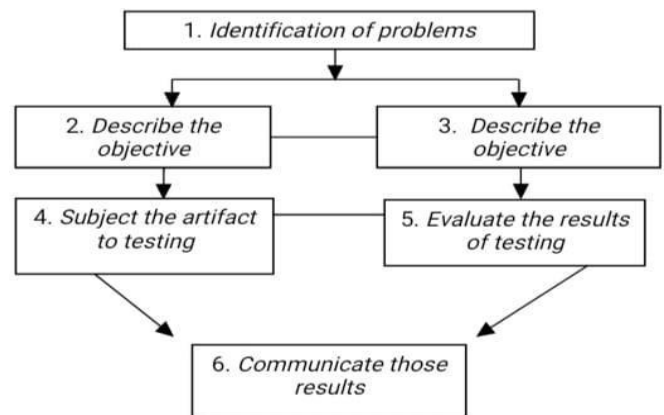 1. Identification of problems
2. Describe the
objective
3. Describe the
objective
4. Subject the artifact
to testing
5. Evaluate the results
of testing
6. Communicate those
results